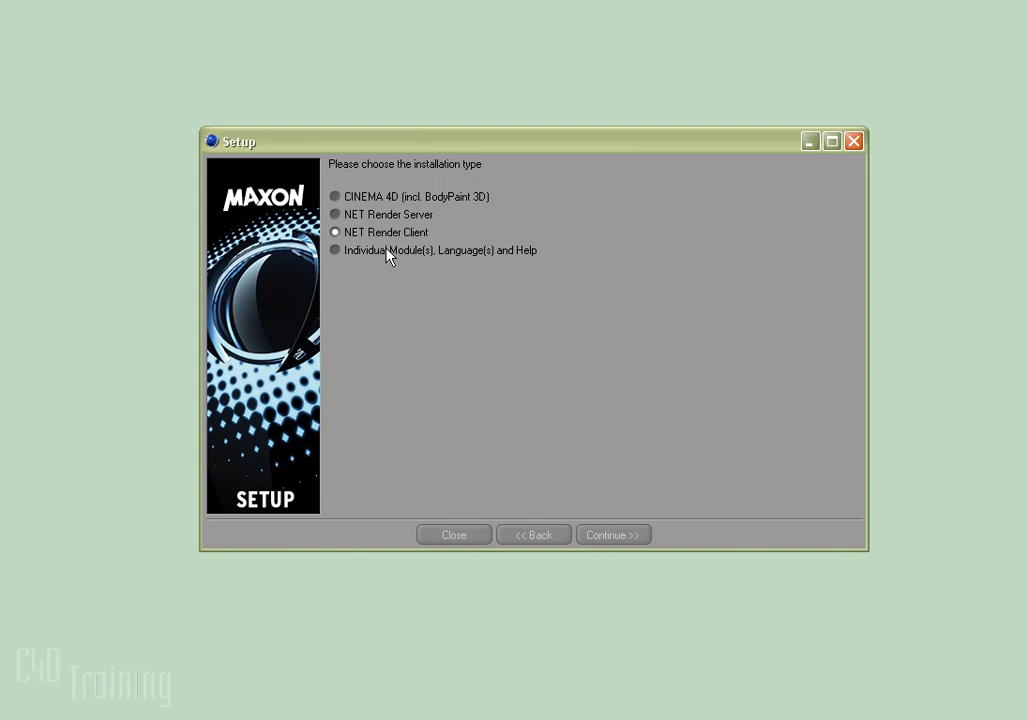 Setup
MAXON
SETUP
Please choose the installation type
CINEMA 4D (incl. BodyPaint 3D)
NET Render Server
NET Render Client
Individual Module(s), Language(s) and Help
Close
<< Back
Continue >>
C4D
Training